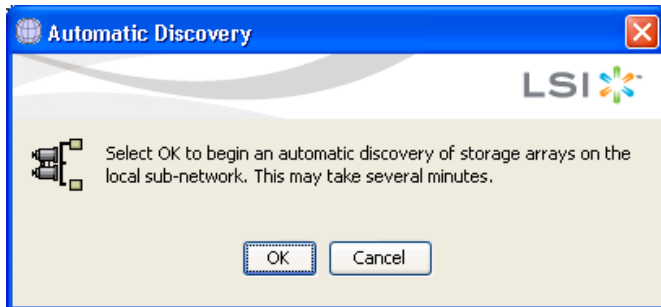 Automatic Discovery
LSI
Select OK to begin an automatic discovery of storage arrays on the
local sub-network. This may take several minutes.
OK
Cancel